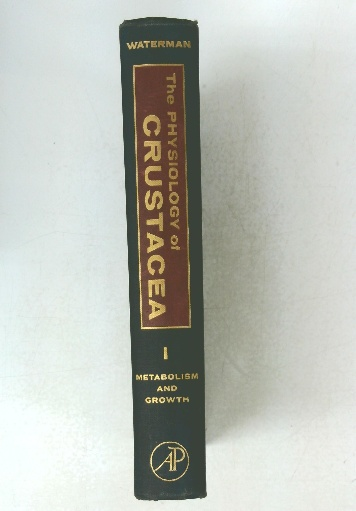 WATERMAN
The PHYSIOLOGY of
CRUSTACEA
I
METABOLISM
AND
GROWTH
AP